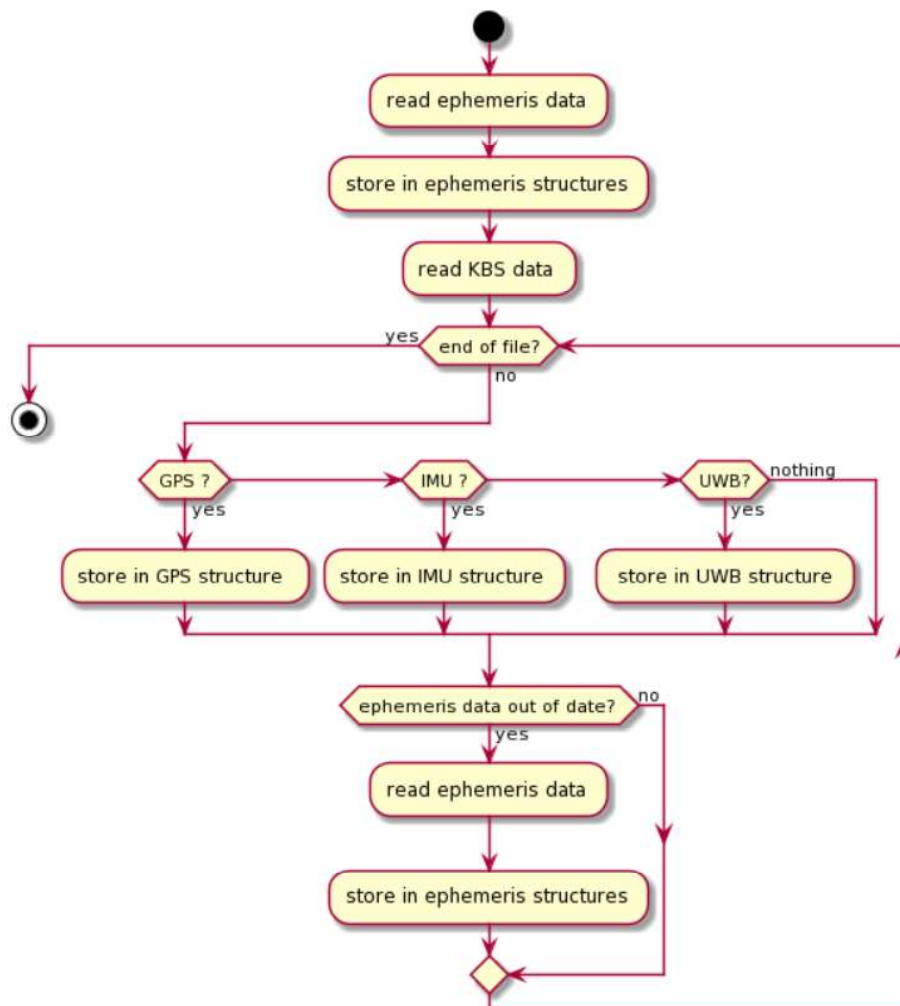 read ephemeris data
store in ephemeris structures
read KBS data
yes
end of file?
no
GPS ?
IMU ?
UWB?
nothing
yes
yes
yes
store in GPS structure
store in IMU structure
store in UWB structure
ephemeris data out of date?
no
yes
read ephemeris data
store in ephemeris structures